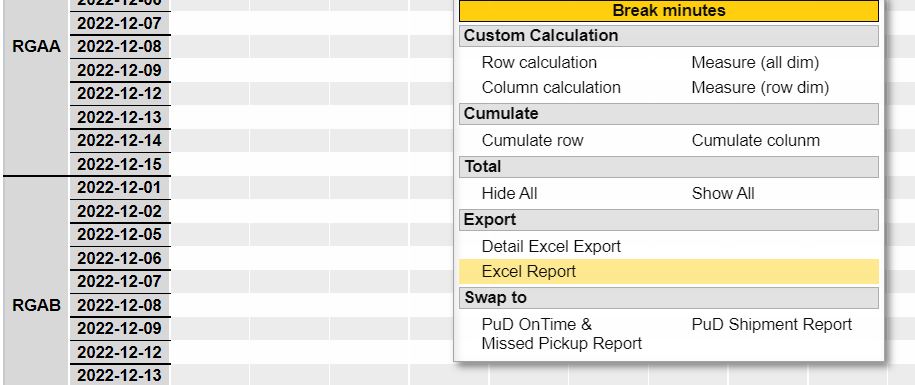 2022-12-06
2022-12-07
RGAA
2022-12-08
2022-12-09
2022-12-12
2022-12-13
2022-12-14
2022-12-15
2022-12-01
2022-12-02
2022-12-05
2022-12-06
2022-12-07
RGAB
2022-12-08
2022-12-09
2022-12-12
2022-12-13
Break minutes
Custom Calculation
Row calculation Measure (all dim)
Column calculation Measure (row dim)
Cumulate
Cumulate row Cumulate colunm
Total
Hide All Show All
Export
Detail Excel Export
Excel Report
Swap to
PuD OnTime & PuD Shipment Report
Missed Pickup Report